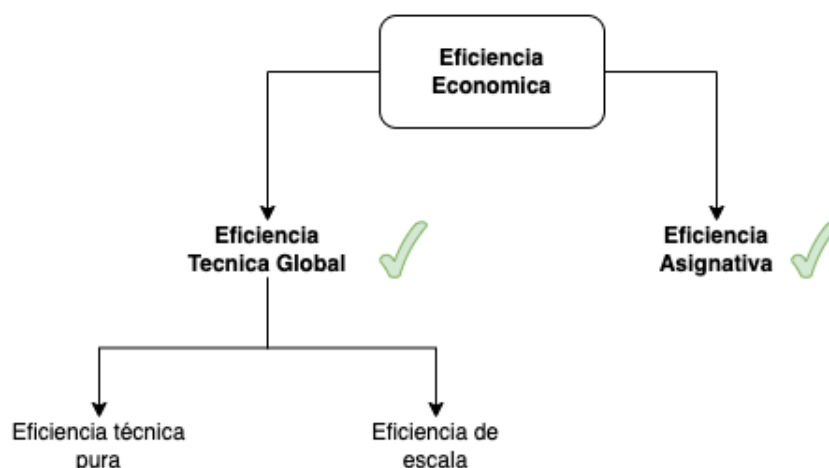 Eficiencia
Economica
Eficiencia
Tecnica Global
Eficiencia
Asignativa
Eficiencia técnica
pura
Eficiencia de
escala